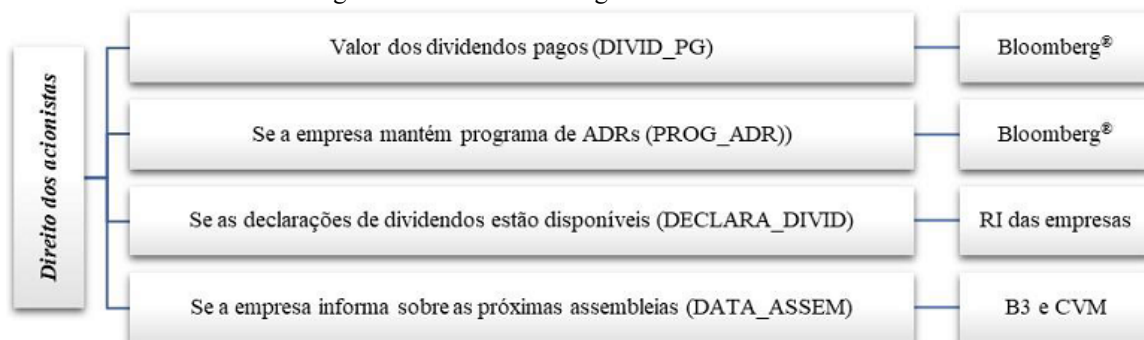 Direito dos acionistas
Valor dos dividendos pagos (DIVID_PG)
Bloomberg®
Se a empresa mantém programa de ADRs (PROG_ADR))
Bloomberg®
Se as declarações de dividendos estão disponíveis (DECLARA_DIVID)
RI das empresas
Se a empresa informa sobre as próximas assembleias (DATA_ASSEM)
B3 e CVM